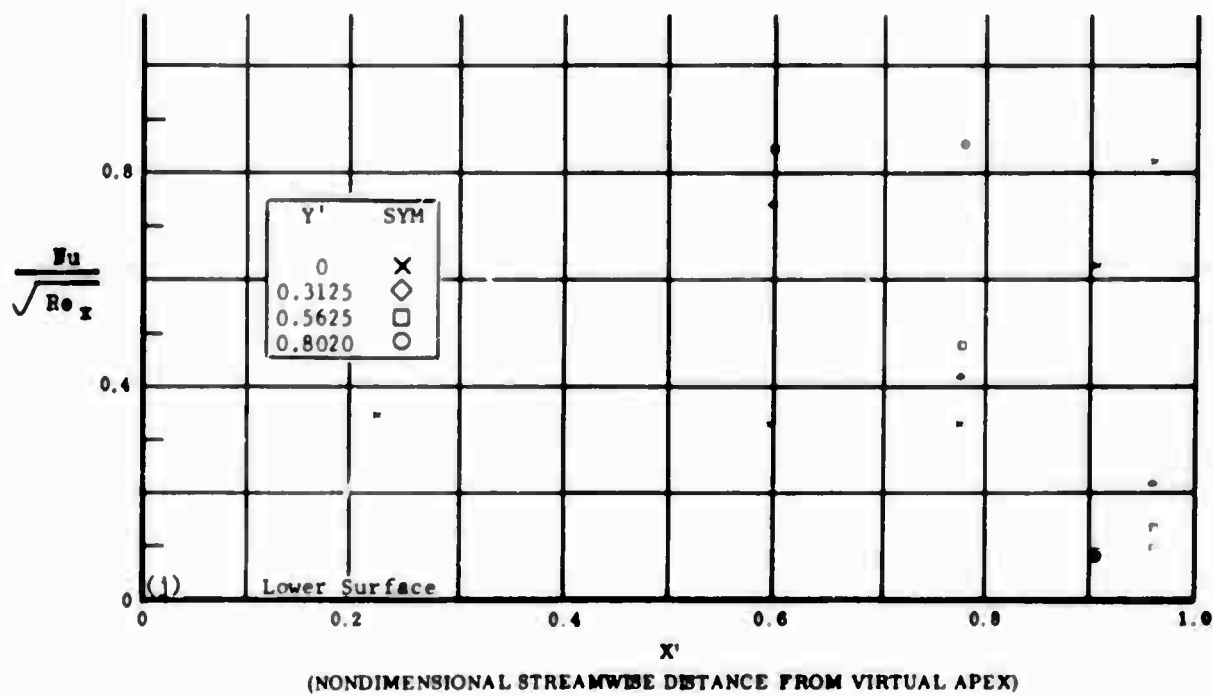 0.8
Y' SYM
0
0.3125
0.5625
0.8020
Nu
√Re x
0.4
0
(j) Lower Surface
0 0.2 0.4 0.6 0.8 1.0
X'
(NONDIMENSIONAL STREAMWISE DISTANCE FROM VIRTUAL APEX)